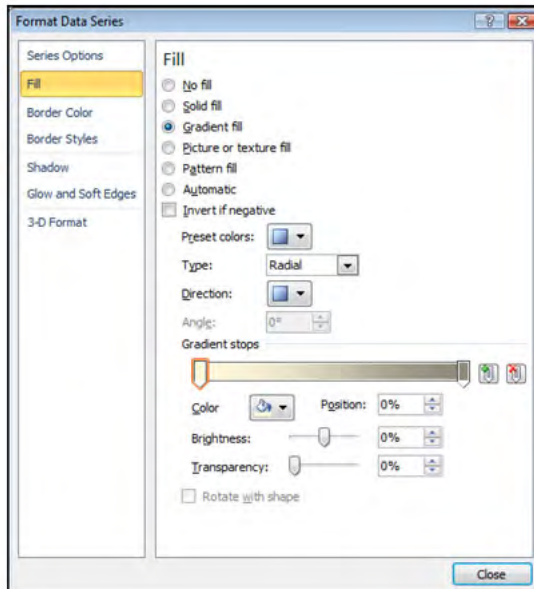 Format Data Series
Series Options
Fill
Border Color
Border Styles
Shadow
Glow and Soft Edges
3-D Format
Fill
No fill
Solid fill
Gradient fill
Picture or texture fill
Pattern fill
Automatic
Invert if negative
Preset colors:
Type: Radial
Direction:
Angle: 0°
Gradient stops
Color Position: 0%
Brightness: 0%
Transparency: 0%
Rotate with shape
Close